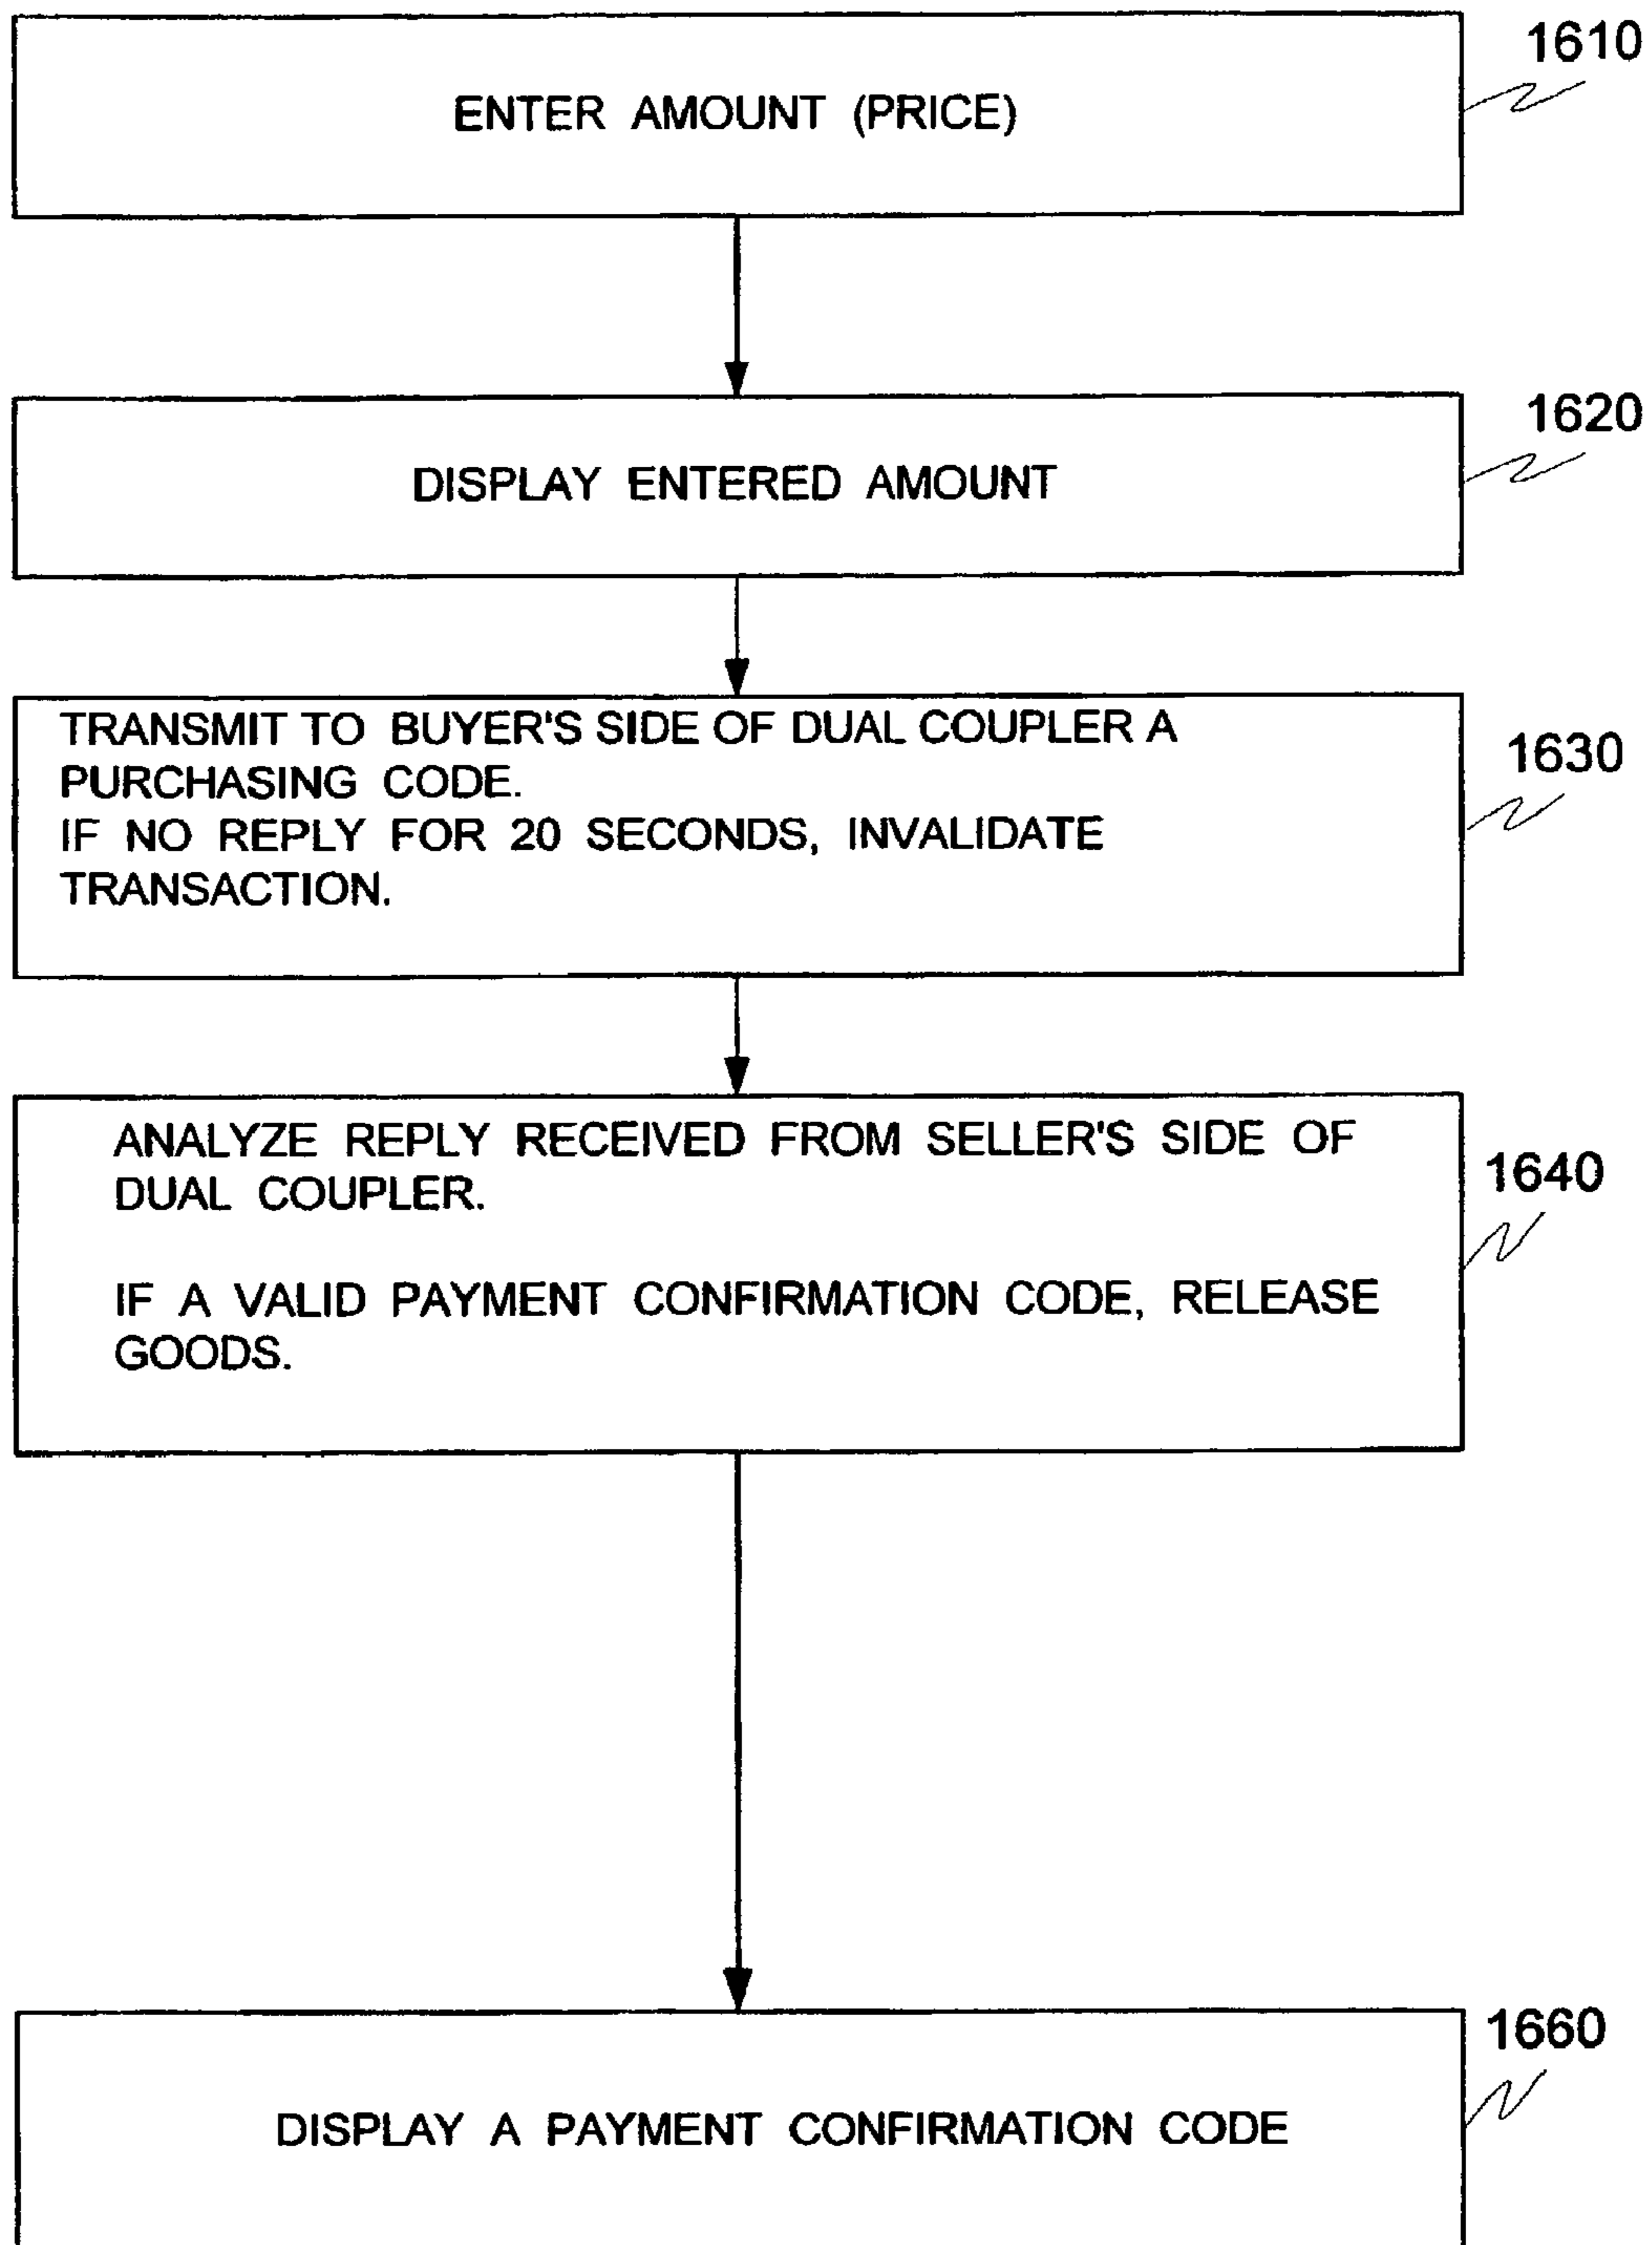 1610
ENTER AMOUNT (PRICE)
1620
DISPLAY ENTERED AMOUNT
TRANSMIT TO BUYER'S SIDE OF DUAL COUPLER A
PURCHASING CODE.
IF NO REPLY FOR 20 SECONDS, INVALIDATE
TRANSACTION.
1630
ANALYZE REPLY RECEIVED FROM SELLER'S SIDE OF
DUAL COUPLER.
1640
IF A VALID PAYMENT CONFIRMATION CODE, RELEASE
GOODS.
1660
DISPLAY A PAYMENT CONFIRMATION CODE